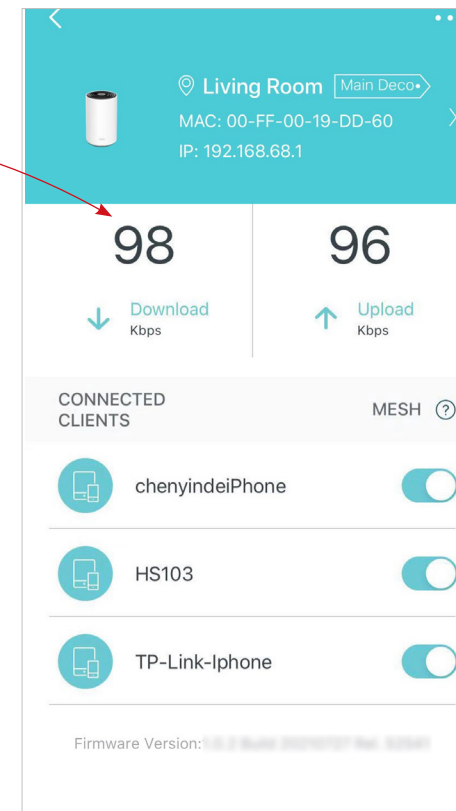 Living Room Main Deco
MAC: 00-FF-00-19-DD-60
IP: 192.168.68.1
98
96
Download
Kbps
Upload
Kbps
CONNECTED
CLIENTS
MESH ?
chenyindeiPhone
HS103
TP-Link-Iphone
Firmware Version: